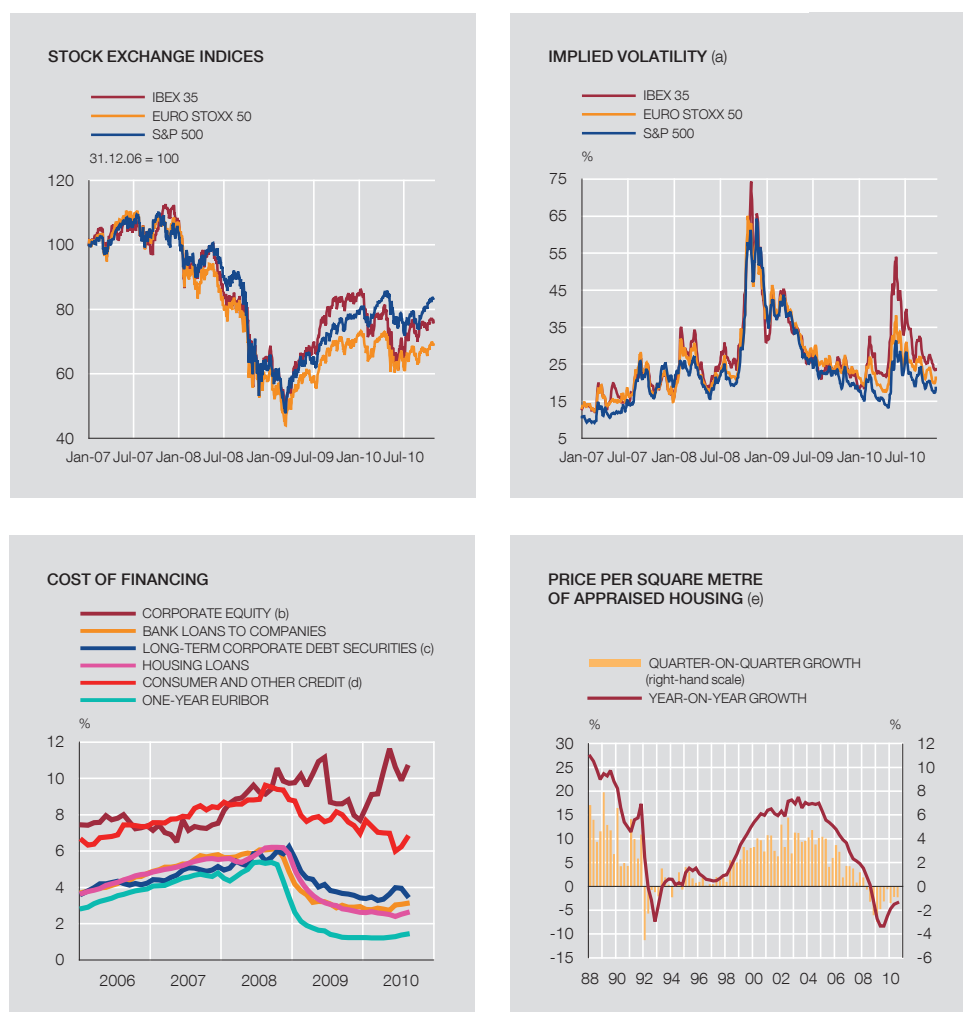 STOCK EXCHANGE INDICES
IBEX 35
EURO STOXX 50
S&P 500
31.12.06 = 100
120
100
80
60
40
Jan-07 Jul-07 Jan-08 Jul-08 Jan-09 Jul-09 Jan-10 Jul-10
IMPLIED VOLATILITY (a)
IBEX 35
EURO STOXX 50
S&P 500
%
75
65
55
45
35
25
15
5
Jan-07 Jul-07 Jan-08 Jul-08 Jan-09 Jul-09 Jan-10 Jul-10
COST OF FINANCING
CORPORATE EQUITY (b)
BANK LOANS TO COMPANIES
LONG-TERM CORPORATE DEBT SECURITIES (c)
HOUSING LOANS
CONSUMER AND OTHER CREDIT (d)
ONE-YEAR EURIBOR
%
12
10
8
6
4
2
0
2006 2007 2008 2009 2010
PRICE PER SQUARE METRE
OF APPRAISED HOUSING (e)
QUARTER-ON-QUARTER GROWTH
(right-hand scale)
YEAR-ON-YEAR GROWTH
% %
30 12
25 10
20 8
15 6
10 4
5 2
0 0
-5 -2
-10 -4
-15 -6
88 90 92 94 96 98 00 02 04 06 08 10